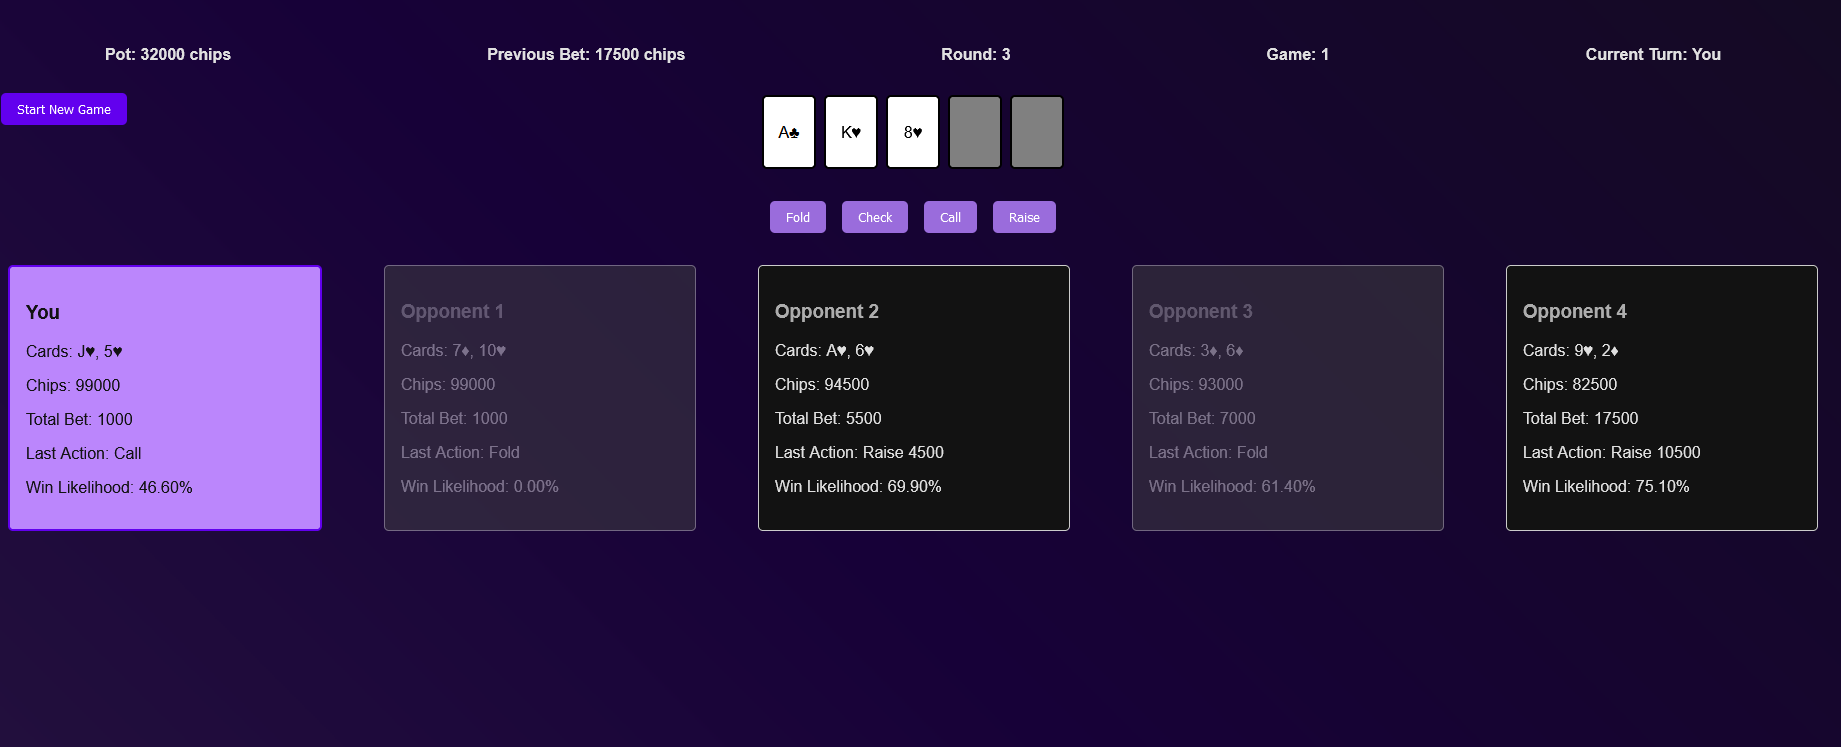 Pot: 32000 chips
Previous Bet: 17500 chips
Round: 3
Game: 1
Current Turn: You
Start New Game
A♣
K♥
8♥
Fold
Check
Call
Raise
You
Cards: J♥, 5♥
Chips: 99000
Total Bet: 1000
Last Action: Call
Win Likelihood: 46.60%
Opponent 1
Cards: 7♦, 10♥
Chips: 99000
Total Bet: 1000
Last Action: Fold
Win Likelihood: 0.00%
Opponent 2
Cards: A♥, 6♥
Chips: 94500
Total Bet: 5500
Last Action: Raise 4500
Win Likelihood: 69.90%
Opponent 3
Cards: 3♦, 6♦
Chips: 93000
Total Bet: 7000
Last Action: Fold
Win Likelihood: 61.40%
Opponent 4
Cards: 9♥, 2♦
Chips: 82500
Total Bet: 17500
Last Action: Raise 10500
Win Likelihood: 75.10%